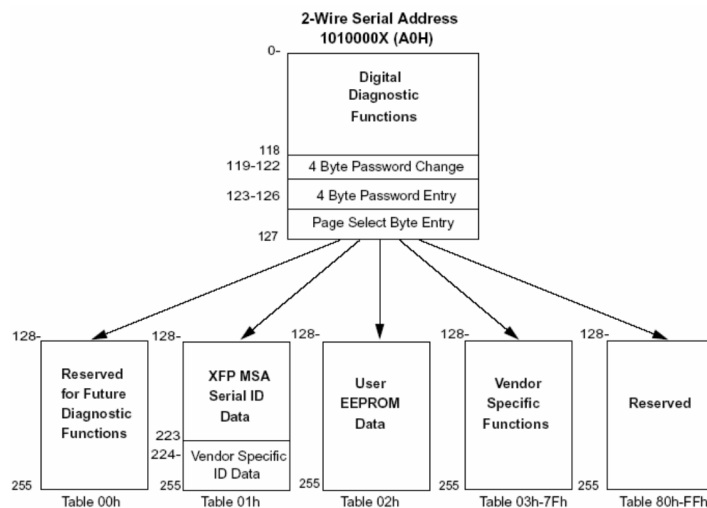 2-Wire Serial Address
1010000X (A0H)
0-
Digital
Diagnostic
Functions
118
119-122
4 Byte Password Change
123-126
4 Byte Password Entry
Page Select Byte Entry
127
128-
Reserved
for Future
Diagnostic
Functions
255
Table 00h
128-
XFP MSA
Serial ID
Data
223
224-
Vendor Specific
ID Data
255
Table 01h
128-
User
EEPROM
Data
255
Table 02h
128-
Vendor
Specific
Functions
255
Table 03h-7Fh
128-
Reserved
255
Table 80h-FFh